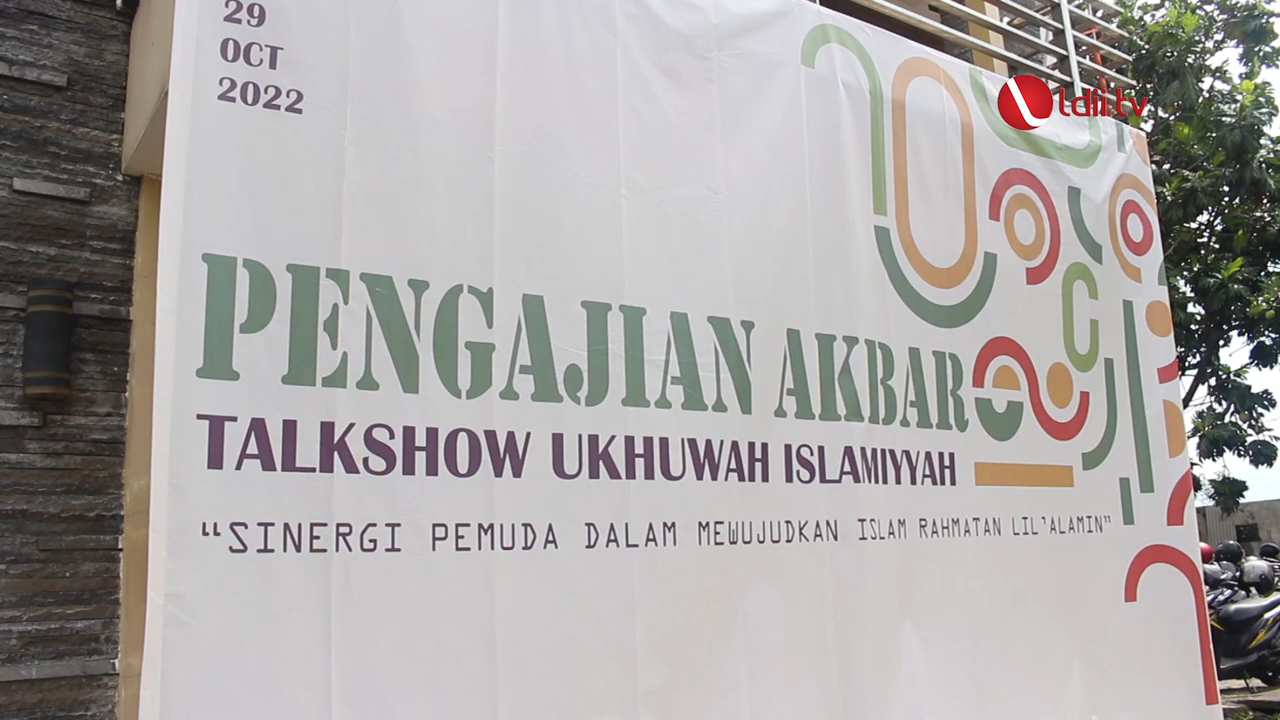 29
OCT
2022
ldii.tv
PENGAJIAN AKBAR
TALKSHOW UKHUWAH ISLAMIYYAH
“SINERGI PEMUDA DALAM MEWUJUDKAN ISLAM RAHMATAN LIL'ALAMIN”